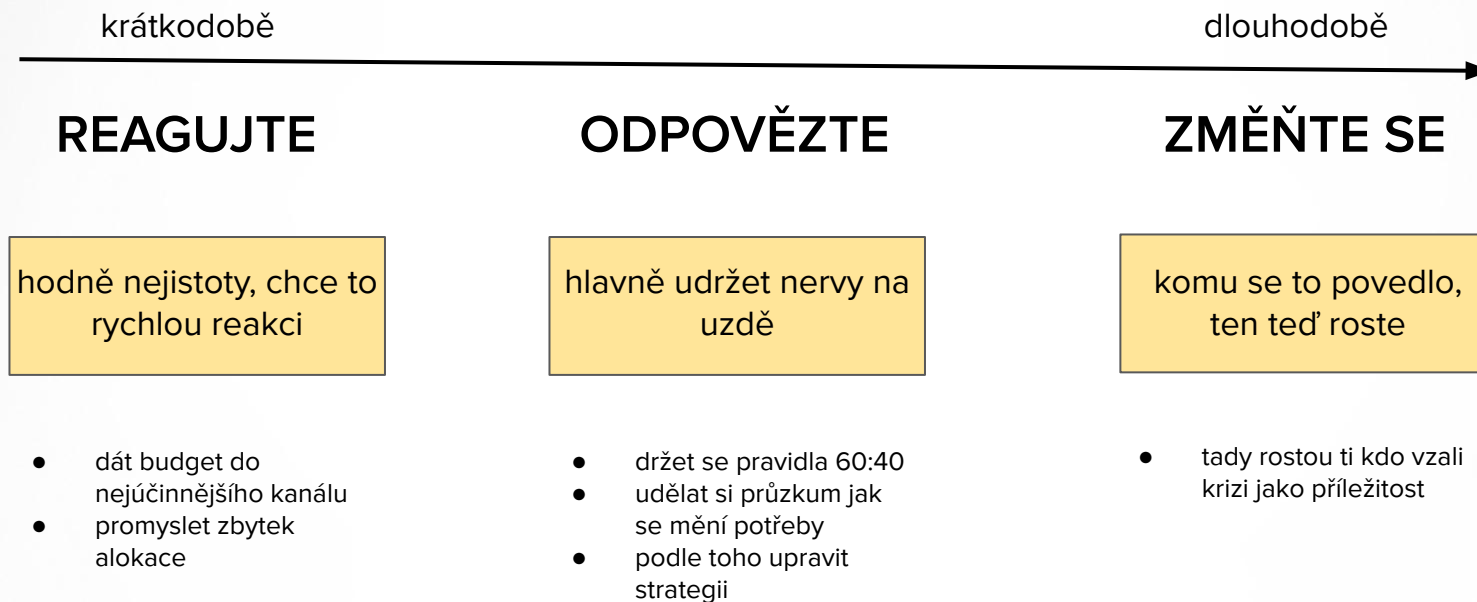 krátkodobě
dlouhodobě
REAGUJTE
ODPOVĚZTE
ZMĚŇTE SE
hodně nejistoty, chce to
rychlou reakci
hlavně udržet nervy na
uzdě
komu se to povedlo,
ten teď roste
● dát budget do
nejúčinnějšího kanálu
● promyslet zbytek
alokace
● držet se pravidla 60:40
● udělat si průzkum jak
se mění potřeby
● podle toho upravit
strategii
● tady rostou ti kdo vzali
krizi jako příležitost